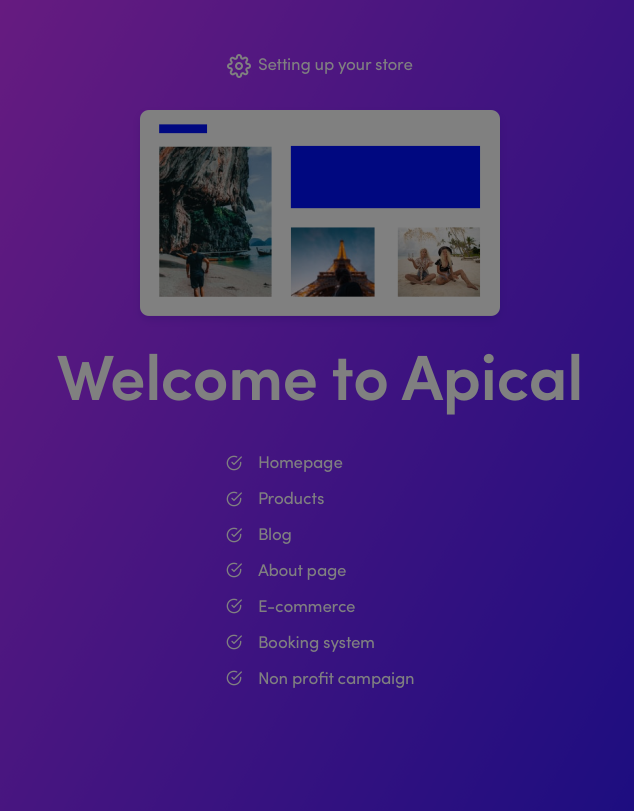 Setting up your store
Welcome to Apical
Homepage
Products
Blog
About page
E-commerce
Booking system
Non profit campaign